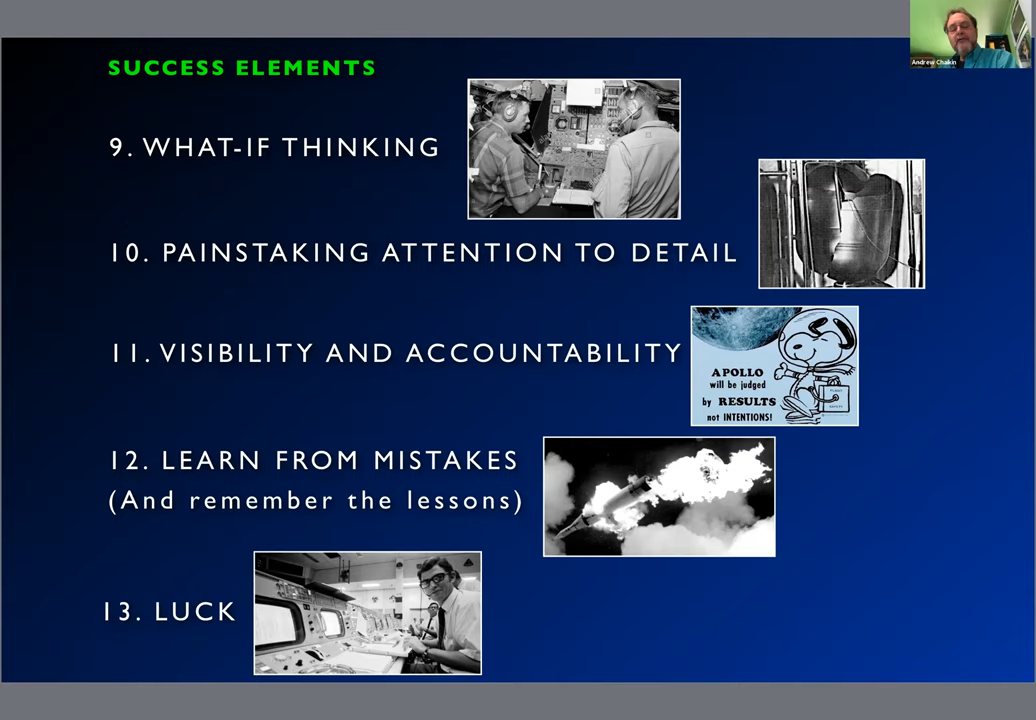 Andrew Chaikin
SUCCESS ELEMENTS
9. WHAT-IF THINKING
10. PAINSTAKING ATTENTION TO DETAIL
11. VISIBILITY AND ACCOUNTABILITY
APOLLO
will be judged
by RESULTS
not INTENTIONS!
12. LEARN FROM MISTAKES
(And remember the lessons)
13. LUCK